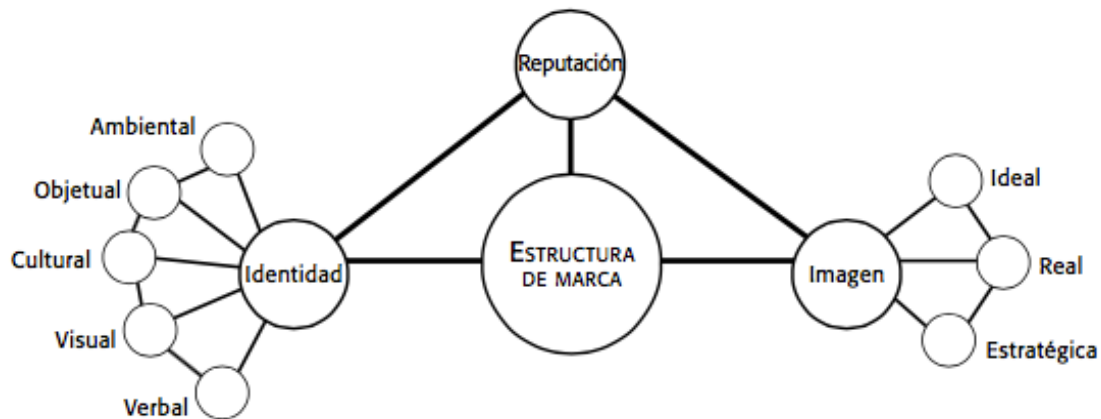 Reputación
Ambiental
Objetual
Cultural
Visual
Verbal
Identidad
ESTRUCTURA
DE MARCA
Imagen
Ideal
Real
Estratégica